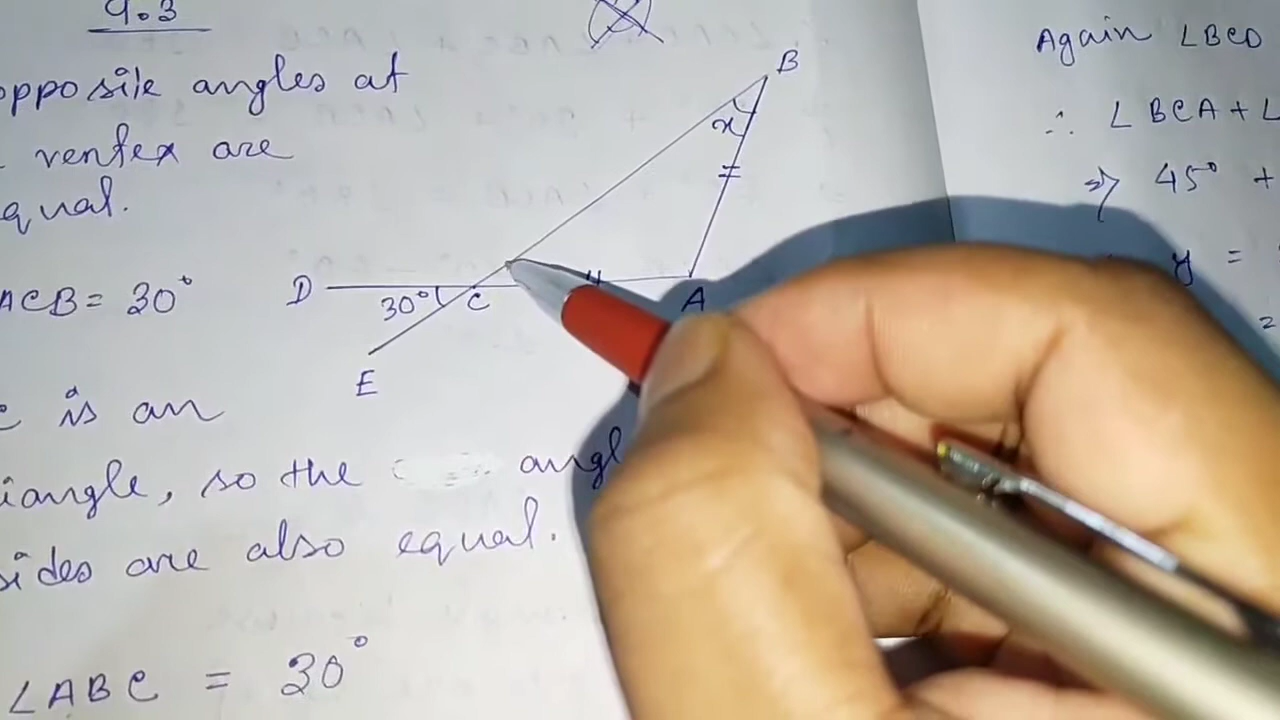 9.3
opposite angles at
vertex are
qual.
ACB = 30°
is an
iangle, so the angl
sides are also equal.
∠ABC = 30°
B
x
D
30°
C
A
E
Again ∠BCD
∴ ∠BCA + ∠
⇒ 45° +
y =